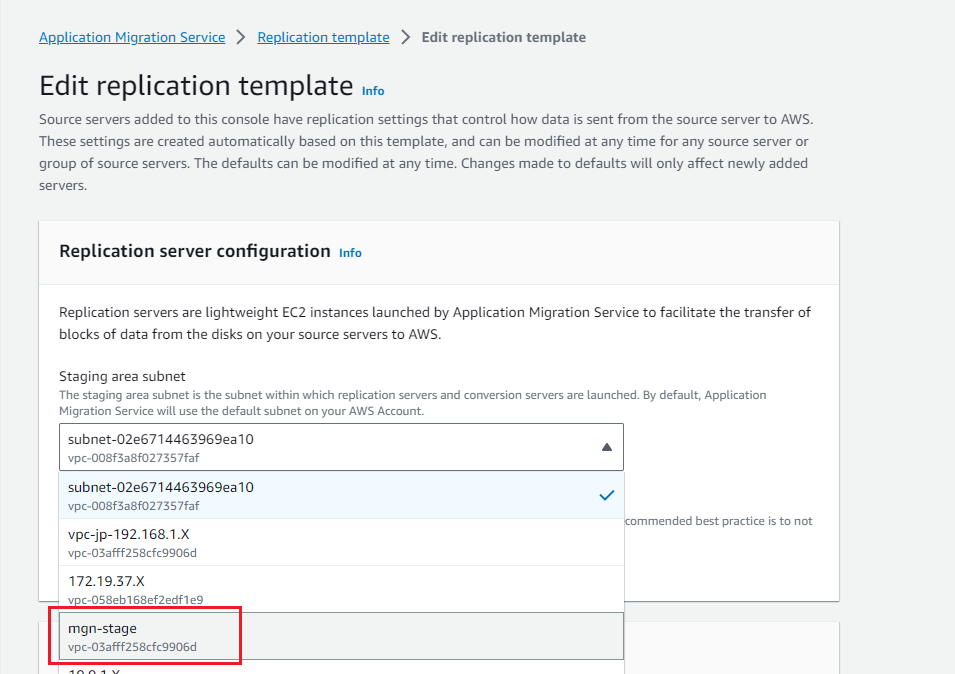 Application Migration Service > Replication template > Edit replication template
Edit replication template Info
Source servers added to this console have replication settings that control how data is sent from the source server to AWS.
These settings are created automatically based on this template, and can be modified at any time for any source server or
group of source servers. The defaults can be modified at any time. Changes made to defaults will only affect newly added
servers.
Replication server configuration Info
Replication servers are lightweight EC2 instances launched by Application Migration Service to facilitate the transfer of
blocks of data from the disks on your source servers to AWS.
Staging area subnet
The staging area subnet is the subnet within which replication servers and conversion servers are launched. By default, Application
Migration Service will use the default subnet on your AWS Account.
subnet-02e6714463969ea10
vpc-008f3a8f027357faf
subnet-02e6714463969ea10
vpc-008f3a8f027357faf
commended best practice is to not
vpc-jp-192.168.1.X
vpc-03afff258cfc9906d
172.19.37.X
vpc-058eb168ef2edf1e9
mgn-stage
vpc-03afff258cfc9906d
10.0.1.X